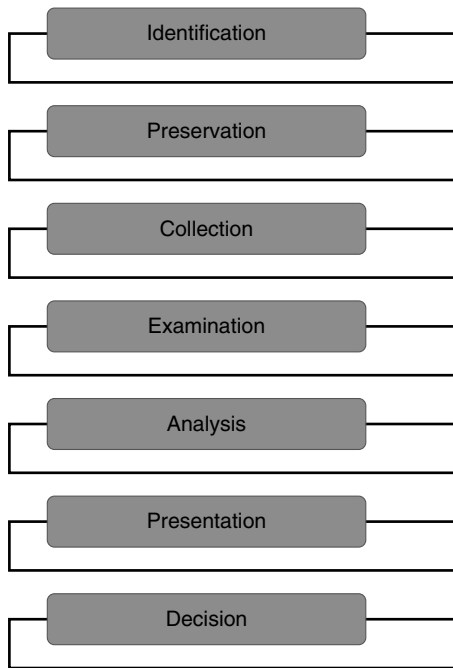 Identification
Preservation
Collection
Examination
Analysis
Presentation
Decision